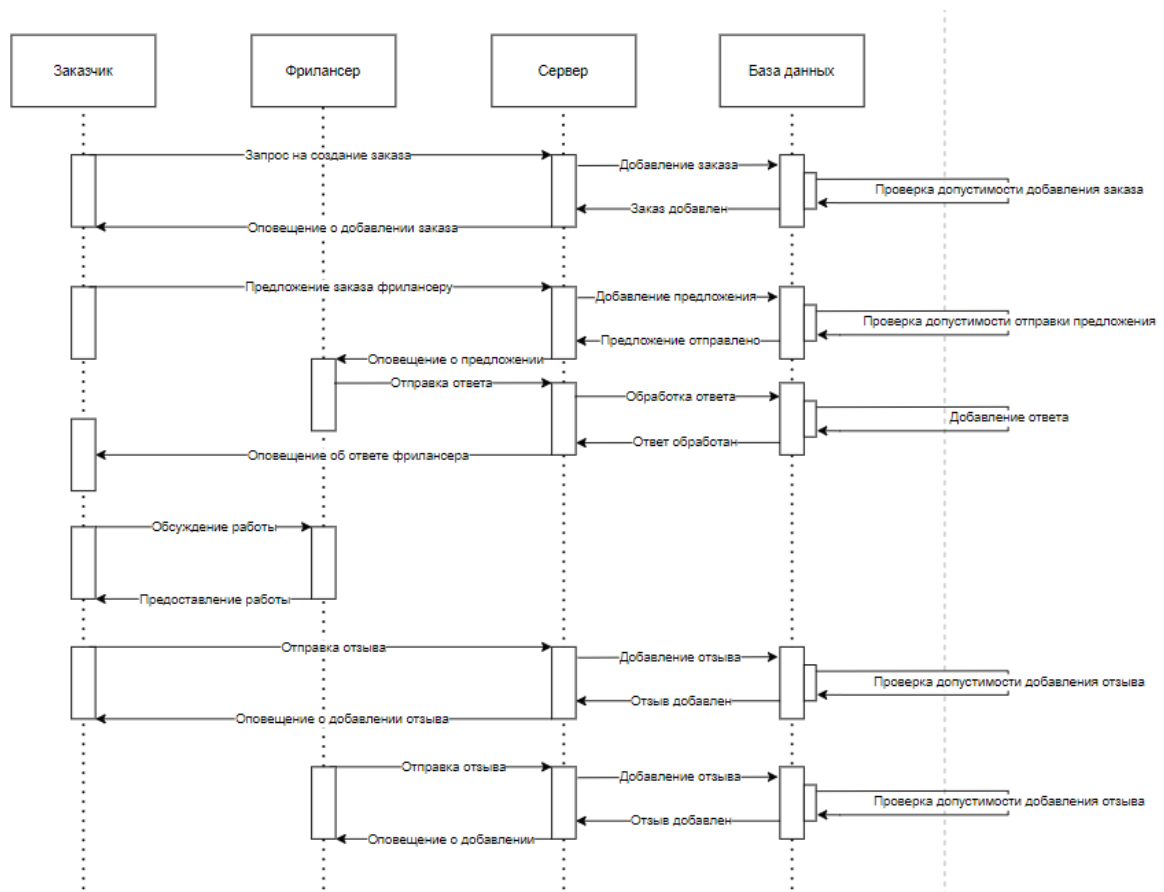 Заказчик
Фрилансер
Сервер
База данных
Запрос на создание заказа
Добавление заказа
Проверка допустимости добавления заказа
Заказ добавлен
Оповещение о добавлении заказа
Предложение заказа фрилансеру
Добавление предложения
Проверка допустимости отправки предложения
Предложение отправлено
Оповещение о предложении
Отправка ответа
Обработка ответа
Добавление ответа
Ответ обработан
Оповещение об ответе фрилансера
Обсуждение работы
Предоставление работы
Отправка отзыва
Добавление отзыва
Проверка допустимости добавления отзыва
Отзыв добавлен
Оповещение о добавлении отзыва
Отправка отзыва
Добавление отзыва
Проверка допустимости добавления отзыва
Отзыв добавлен
Оповещение о добавлении